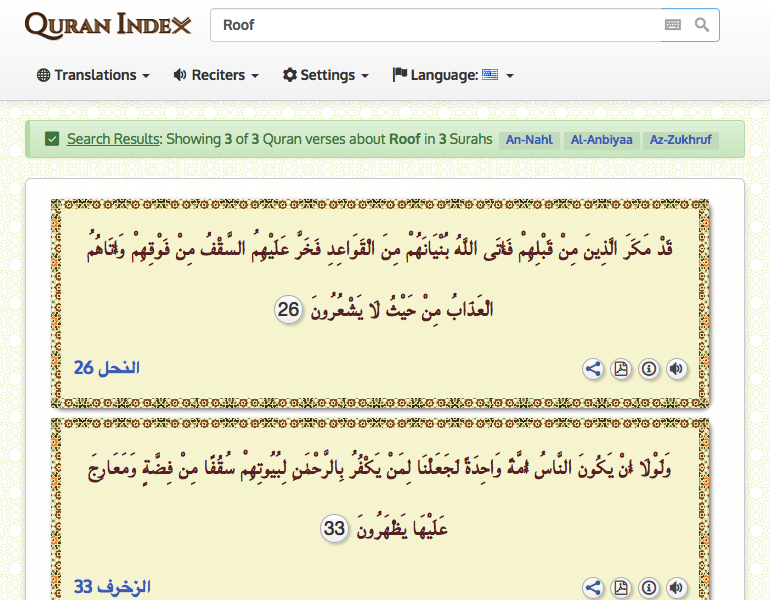 QURAN INDEX
Roof
Translations Reciters Settings Language:
Search Results: Showing 3 of 3 Quran verses about Roof in 3 Surahs An-Nahl Al-Anbiyaa Az-Zukhruf
قَدْ مَكَرَ الَّذِينَ مِنْ قَبْلِهِمْ فَأَتَى اللَّهُ بُنْيَانَهُمْ مِنَ الْقَوَاعِدِ فَخَرَّ عَلَيْهِمُ السَّقْفُ مِنْ فَوْقِهِمْ وَأَتَاهُمُ
الْعَذَابُ مِنْ حَيْثُ لَا يَشْعُرُونَ 26
النحل 26
وَلَوْلَا أَنْ يَكُونَ النَّاسُ أُمَّةً وَاحِدَةً لَجَعَلْنَا لِمَنْ يَكْفُرُ بِالرَّحْمَنِ لِبُيُوتِهِمْ سُقُفًا مِنْ فِضَّةٍ وَمَعَارِجَ
عَلَيْهَا يَظْهَرُونَ 33
الزخرف 33